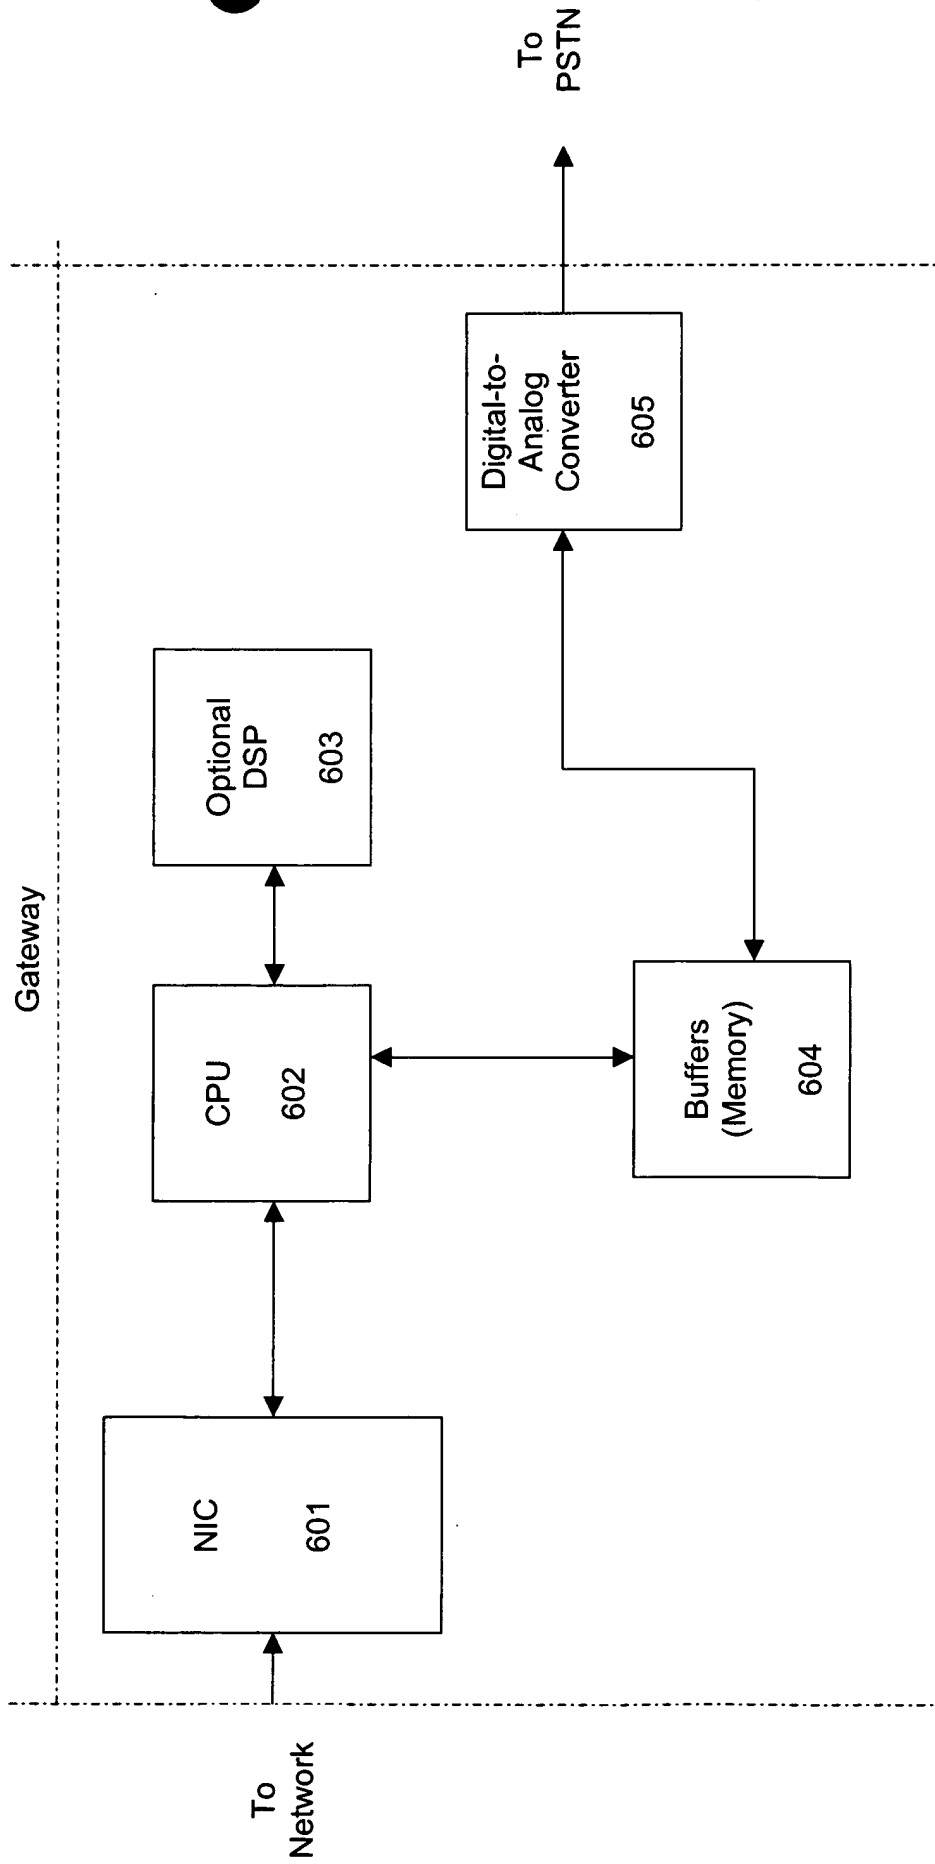 Gateway
To
Network
NIC
601
CPU
602
Optional
DSP
603
Buffers
(Memory)
604
Digital-to-
Analog
Converter
605
To
PSTN